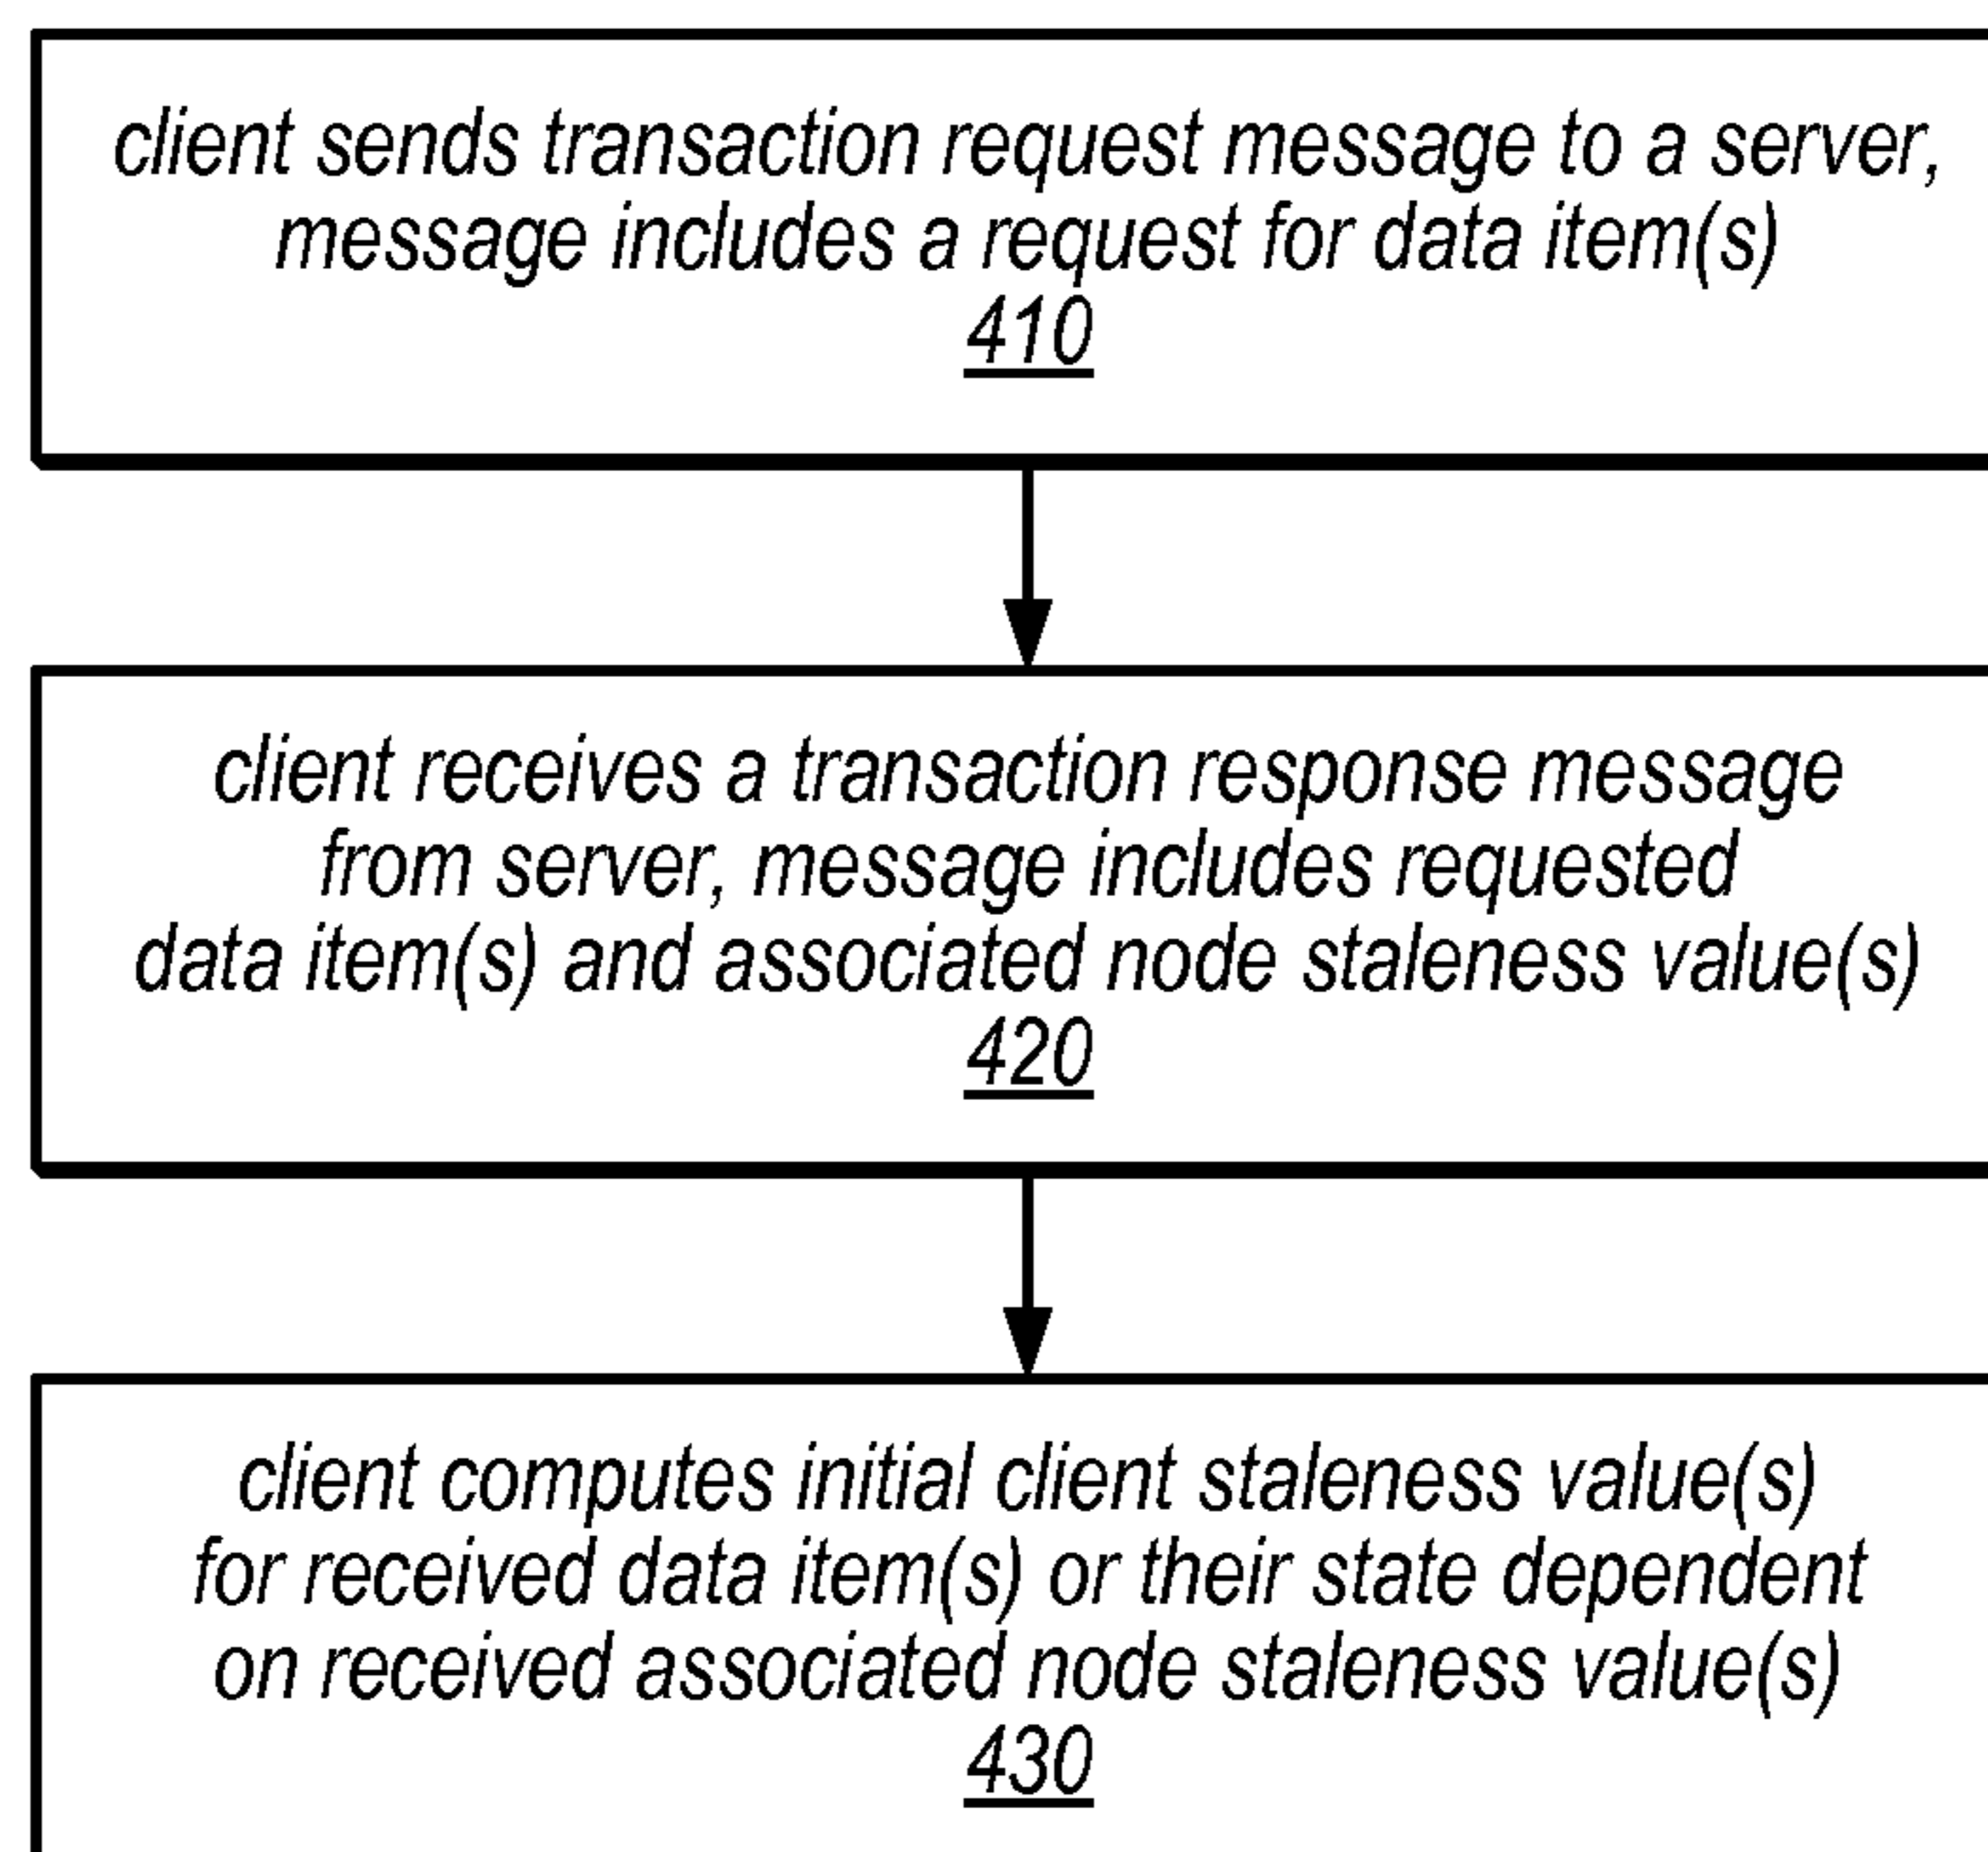 client sends transaction request message to a server,
message includes a request for data item(s)
410
client receives a transaction response message
from server, message includes requested
data item(s) and associated node staleness value(s)
420
client computes initial client staleness value(s)
for received data item(s) or their state dependent
on received associated node staleness value(s)
430